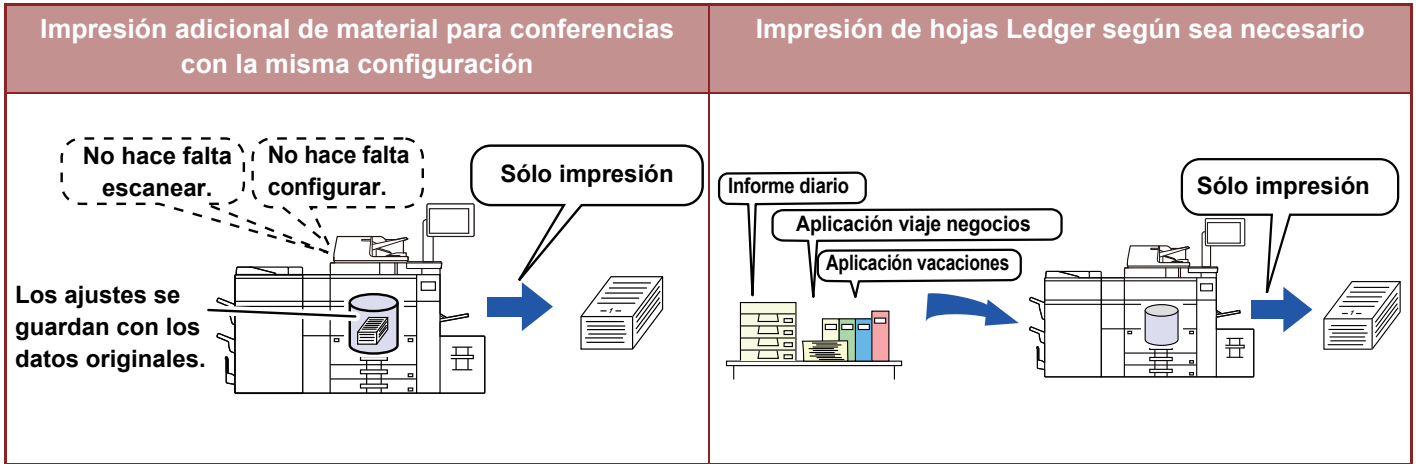 Impresión adicional de material para conferencias
con la misma configuración
Impresión de hojas Ledger según sea necesario
No hace falta
escanear.
No hace falta
configurar.
Sólo impresión
Los ajustes se
guardan con los
datos originales.
-1-
Informe diario
Aplicación viaje negocios
Aplicación vacaciones
Sólo impresión
-1-